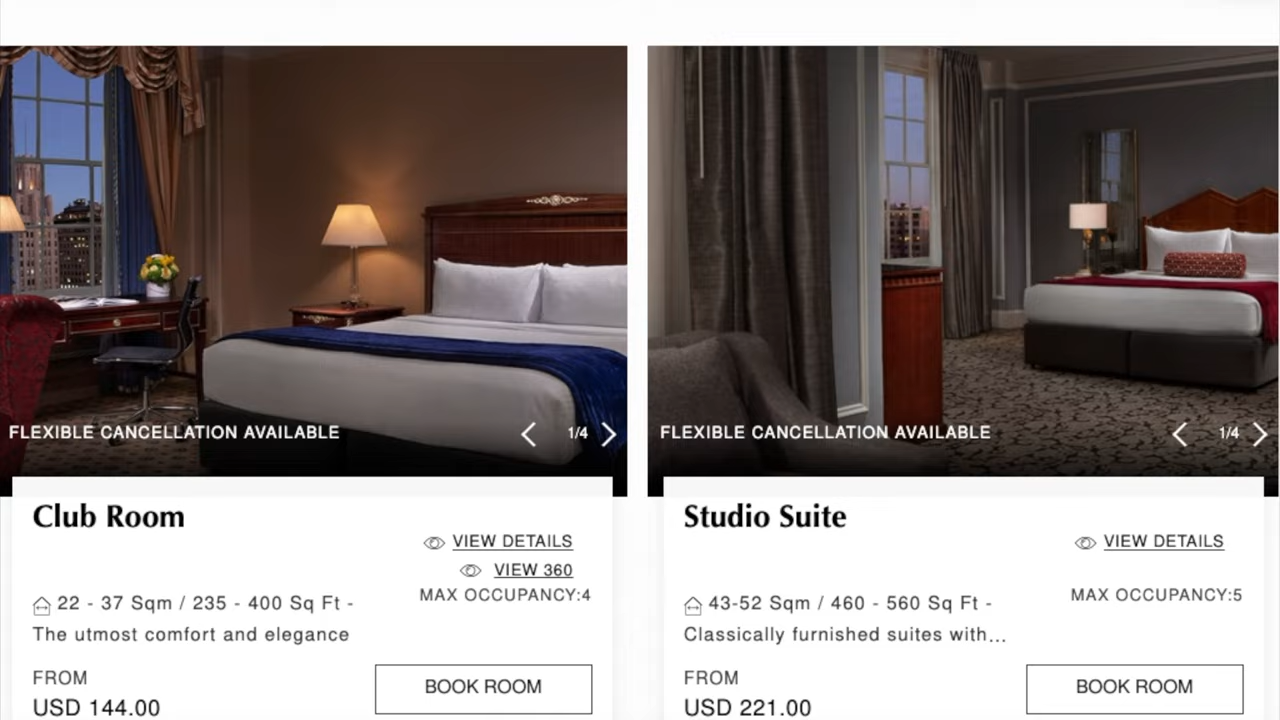 FLEXIBLE CANCELLATION AVAILABLE
1/4
Club Room
VIEW DETAILS
VIEW 360
22 - 37 Sqm / 235 - 400 Sq Ft -
MAX OCCUPANCY:4
The utmost comfort and elegance
FROM
USD 144.00
BOOK ROOM
FLEXIBLE CANCELLATION AVAILABLE
1/4
Studio Suite
VIEW DETAILS
43-52 Sqm / 460 - 560 Sq Ft -
MAX OCCUPANCY:5
Classically furnished suites with...
FROM
USD 221.00
BOOK ROOM